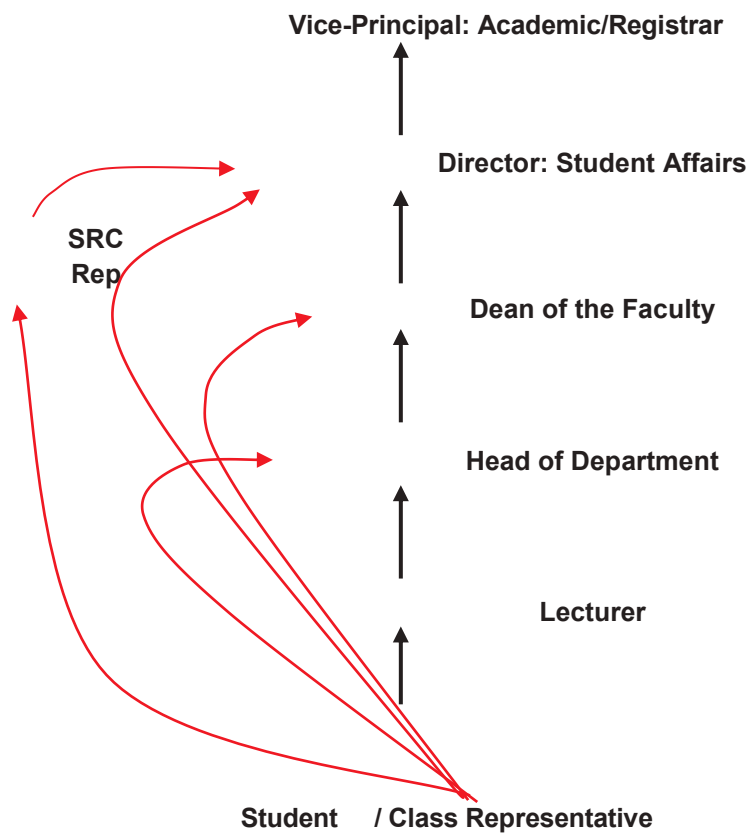 Vice-Principal: Academic/Registrar
Director: Student Affairs
SRC
Rep
Dean of the Faculty
Head of Department
Lecturer
Student / Class Representative